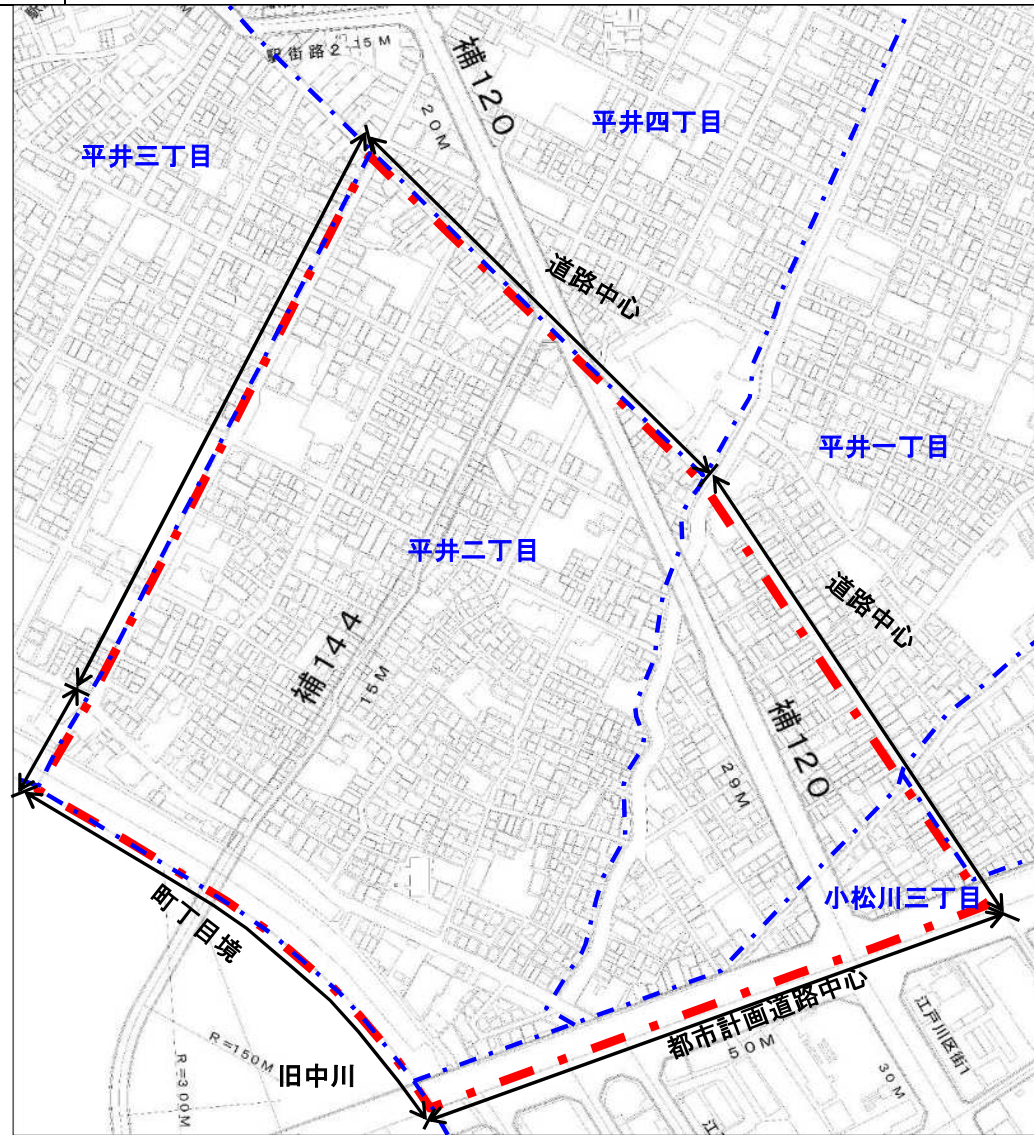 駅街路2 15M
補120
20M
平井四丁目
平井三丁目
道路中心
平井一丁目
平井二丁目
道路中心
補144
15M
補120
29M
小松川三丁目
町丁目境
都市計画道路中心
50M
江戸川区街1
30M
R=150M
旧中川
R=300M